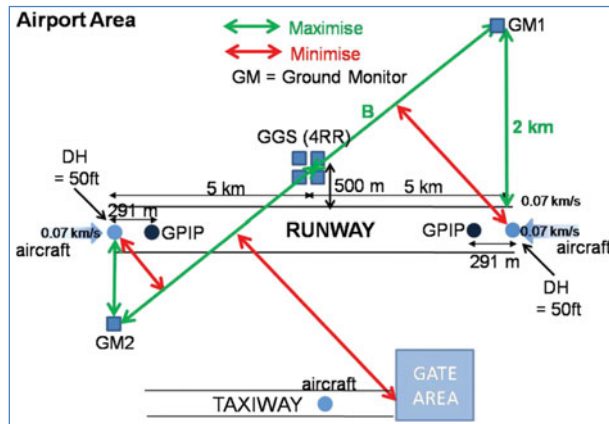 Airport Area
Maximise
Minimise
GM = Ground Monitor
GM1
B
GGS (4RR)
2 km
DH
= 50ft
5 km
500 m
5 km
0.07 km/s
291 m
0.07 km/s
GPIP
RUNWAY
GPIP
0.07 km/s
aircraft
aircraft
291 m
DH
= 50ft
GM2
GATE
AREA
aircraft
TAXIWAY